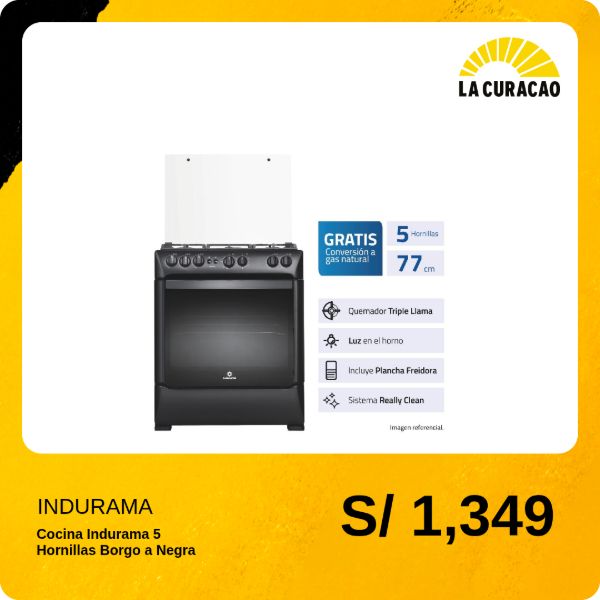 LA CURACAO
GRATIS
Conversión a
gas natural
5 Hornillas
77 cm
Quemador Triple Llama
Luz en el horno
Incluye Plancha Freidora
Sistema Really Clean
Imagen referencial.
INDURAMA
Cocina Indurama 5
Hornillas Borgo a Negra
S/ 1,349